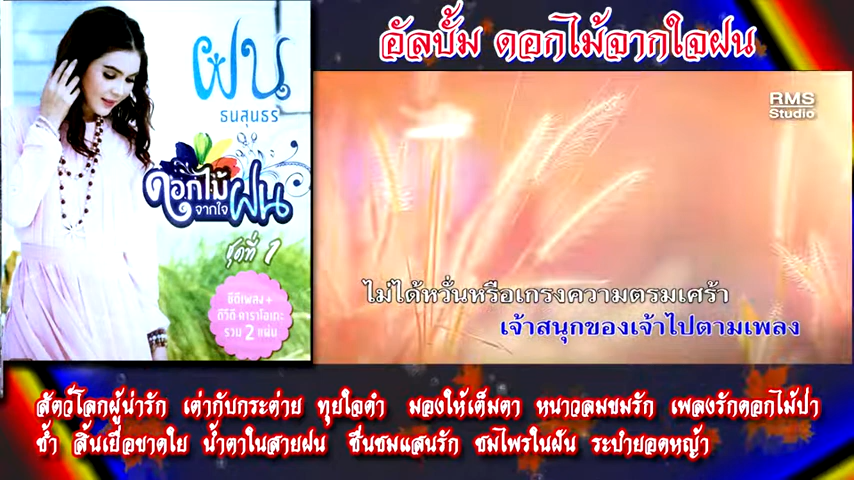 อัลบั้ม ดอกไม้จากใจฝน
ฝน
ธนสุนธร
ดอกไม้
จากใจ ฝน
ชุดที่ 1
ซีดีเพลง+
ดีวีดี คาราโอเกะ
รวม 2 แผ่น
RMS
Studio
ไม่ได้หวั่นหรือเกรงความตรมเศร้า
เจ้าสนุกของเจ้าไปตามเพลง
สัตว์โลกผู้น่ารัก เต่ากับกระต่าย ทุยใจดำ มองให้เต็มตา หนาวลมชมรัก เพลงรักดอกไม้ป่า
ช้ำ สิ้นเยื่อขาดใย น้ำตาในสายฝน ชื่นชมแสนรัก ชมไพรในฝัน ระบำยอดหญ้า